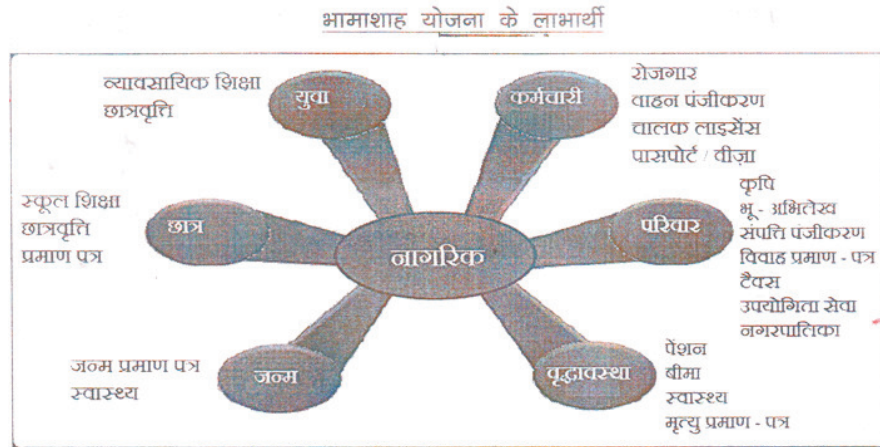 भामाशाह योजना के लाभार्थी
व्यावसायिक शिक्षा
छात्रवृत्ति
युवा
कर्मचारी
रोजगार
वाहन पंजीकरण
चालक लाइसेंस
पासपोर्ट / वीज़ा
स्कूल शिक्षा
छात्रवृत्ति
प्रमाण पत्र
छात्र
नागरिक
परिवार
कृषि
भू - अभिलेख
संपत्ति पंजीकरण
विवाह प्रमाण - पत्र
टैक्स
उपयोगिता सेवा
नगरपालिका
जन्म प्रमाण पत्र
स्वास्थ्य
जन्म
वृद्धावस्था
पेंशन
बीमा
स्वास्थ्य
मृत्यु प्रमाण - पत्र